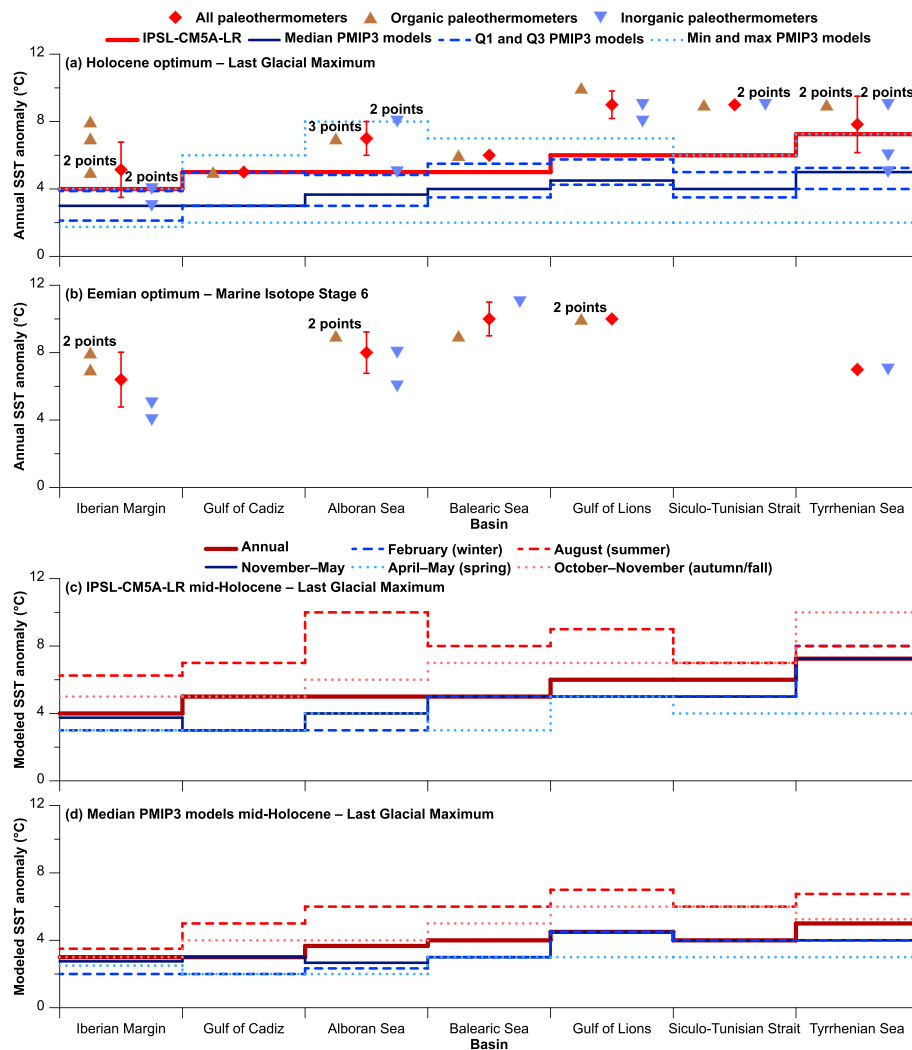 All paleothermometers Organic paleothermometers Inorganic paleothermometers
IPSL-CM5A-LR Median PMIP3 models Q1 and Q3 PMIP3 models Min and max PMIP3 models
(a) Holocene optimum – Last Glacial Maximum
Annual SST anomaly (°C)
12
8
4
0
2 points
2 points
3 points
2 points
2 points
2 points
2 points
(b) Eemian optimum – Marine Isotope Stage 6
Annual SST anomaly (°C)
12
8
4
0
2 points
2 points
2 points
Iberian Margin Gulf of Cadiz Alboran Sea Balearic Sea Gulf of Lions Siculo-Tunisian Strait Tyrrhenian Sea
Basin
Annual February (winter) August (summer)
November–May April–May (spring) October–November (autumn/fall)
(c) IPSL-CM5A-LR mid-Holocene – Last Glacial Maximum
Modeled SST anomaly (°C)
12
8
4
0
(d) Median PMIP3 models mid-Holocene – Last Glacial Maximum
Modeled SST anomaly (°C)
12
8
4
0
Iberian Margin Gulf of Cadiz Alboran Sea Balearic Sea Gulf of Lions Siculo-Tunisian Strait Tyrrhenian Sea
Basin